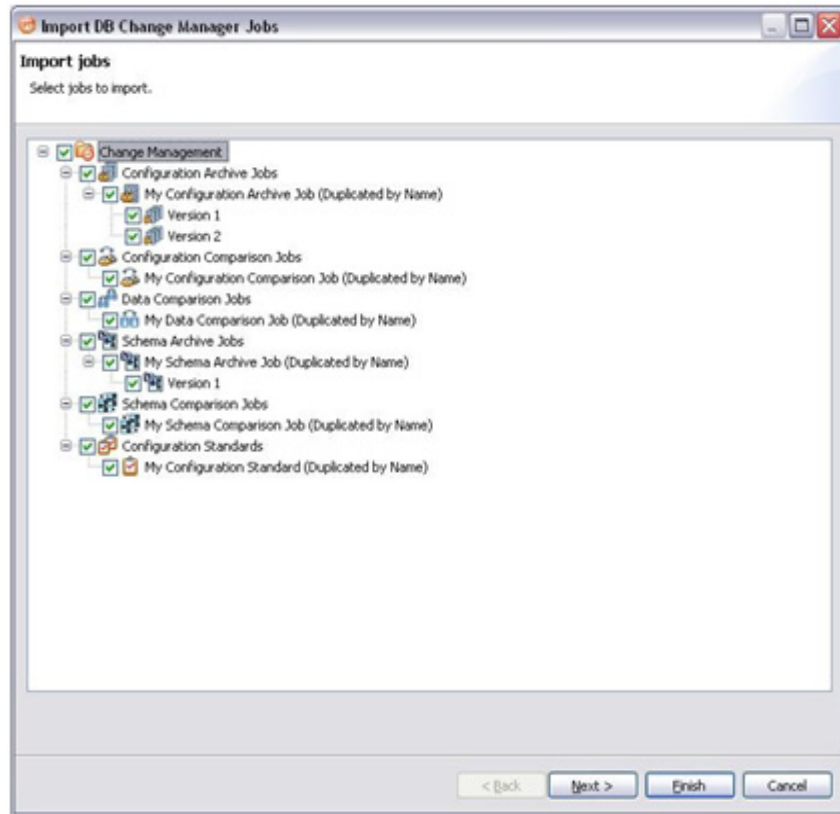 Import DB Change Manager Jobs
Import jobs
Select jobs to import.
Change Management
Configuration Archive Jobs
My Configuration Archive Job (Duplicated by Name)
Version 1
Version 2
Configuration Comparison Jobs
My Configuration Comparison Job (Duplicated by Name)
Data Comparison Jobs
My Data Comparison Job (Duplicated by Name)
Schema Archive Jobs
My Schema Archive Job (Duplicated by Name)
Version 1
Schema Comparison Jobs
My Schema Comparison Job (Duplicated by Name)
Configuration Standards
My Configuration Standard (Duplicated by Name)
< Back Next > Finish Cancel